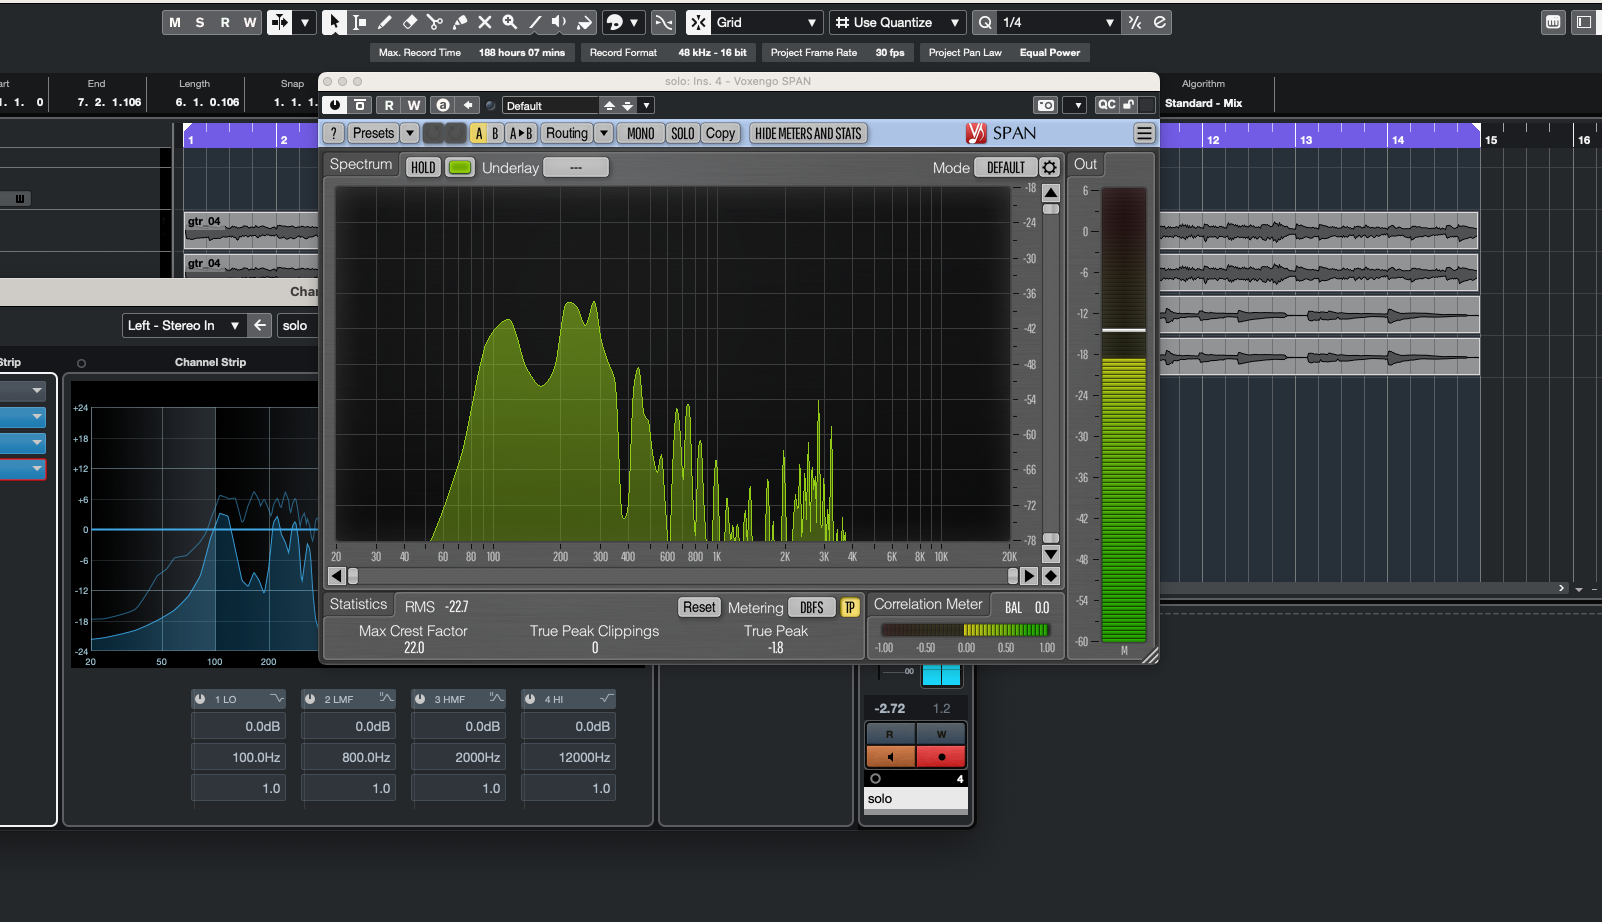 M S R W Grid Use Quantize Q 1/4
Max. Record Time 188 hours 07 mins Record Format 48 kHz - 16 bit Project Frame Rate 30 fps Project Pan Law Equal Power
End Length Snap Algorithm
1. 1. 0 7. 2. 1.106 6. 1. 0.106 1. 1. 1. Standard - Mix
solo: Ins. 4 - Voxengo SPAN
R W a Default QC
1 2 12 13 14 15 16
? Presets A B A▸B Routing MONO SOLO Copy HIDE METERS AND STATS SPAN
Spectrum HOLD Underlay --- Mode DEFAULT Out
-18 -24 -30 -36 -42 -48 -54 -60 -66 -72 -78
6 0 -6 -12 -18 -24 -30 -36 -42 -48 -54 -60
M
20 30 40 60 80 100 200 300 400 600 800 1K 2K 3K 4K 6K 8K 10K 20K
gtr_04
gtr_04
Left - Stereo In solo
Channel Strip
+24
+18
+12
+6
0
-6
-12
-18
-24
20 50 100 200
Statistics RMS -22.7 Reset Metering DBFS TP Correlation Meter BAL 0.0
Max Crest Factor True Peak Clippings True Peak
22.0 0 -1.8
-1.00 -0.50 0.00 0.50 1.00
1 LO 2 LMF 3 HMF 4 HI
0.0dB 0.0dB 0.0dB 0.0dB
100.0Hz 800.0Hz 2000Hz 12000Hz
1.0 1.0 1.0 1.0
-2.72 1.2
R W
4
solo